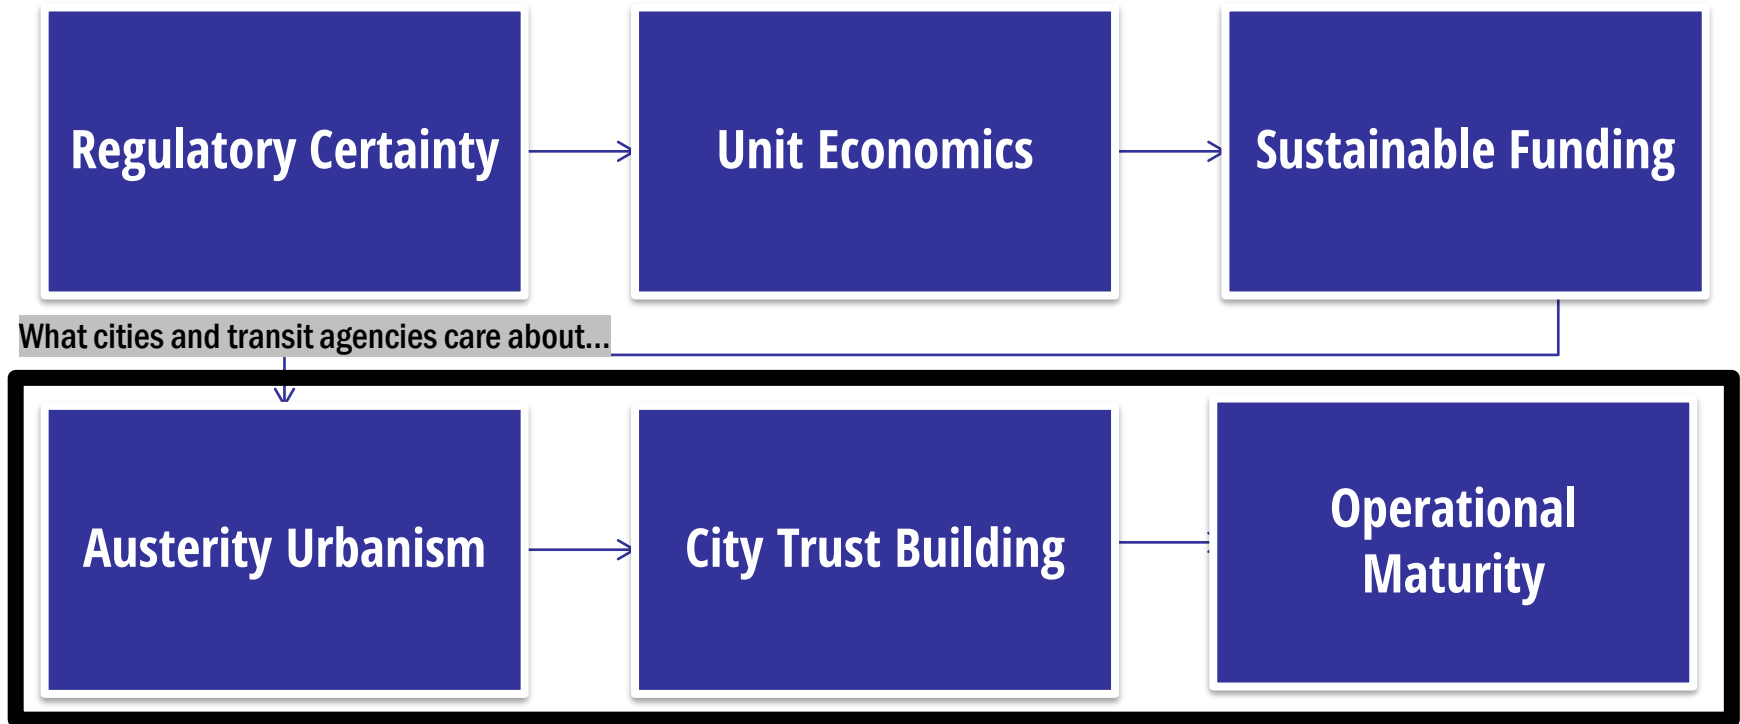 Regulatory Certainty
Unit Economics
Sustainable Funding
What cities and transit agencies care about...
Austerity Urbanism
City Trust Building
Operational
Maturity